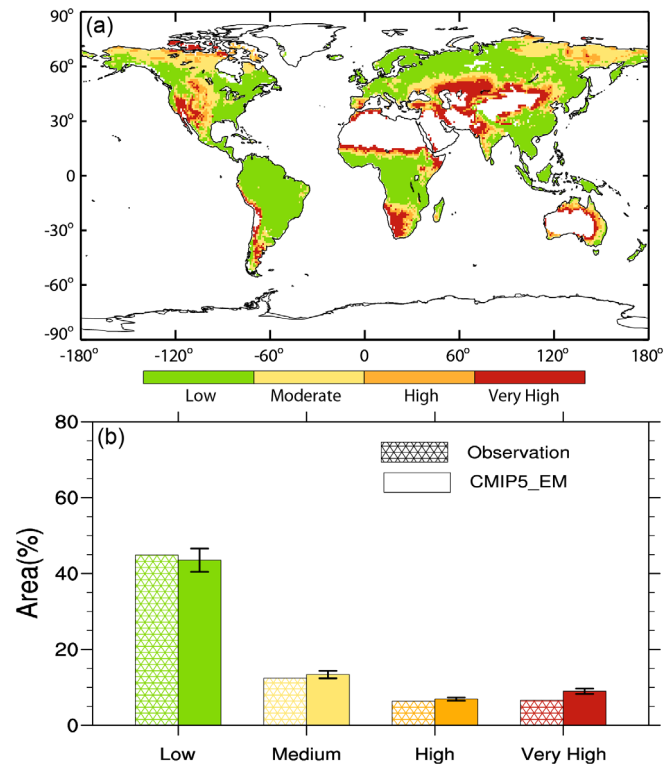 (a)
90°
60°
30°
0
-30°
-60°
-90°
-180° -120° -60° 0 60° 120° 180°
Low Moderate High Very High
(b)
80
60
40
20
0
Area(%)
Observation
CMIP5_EM
Low Medium High Very High